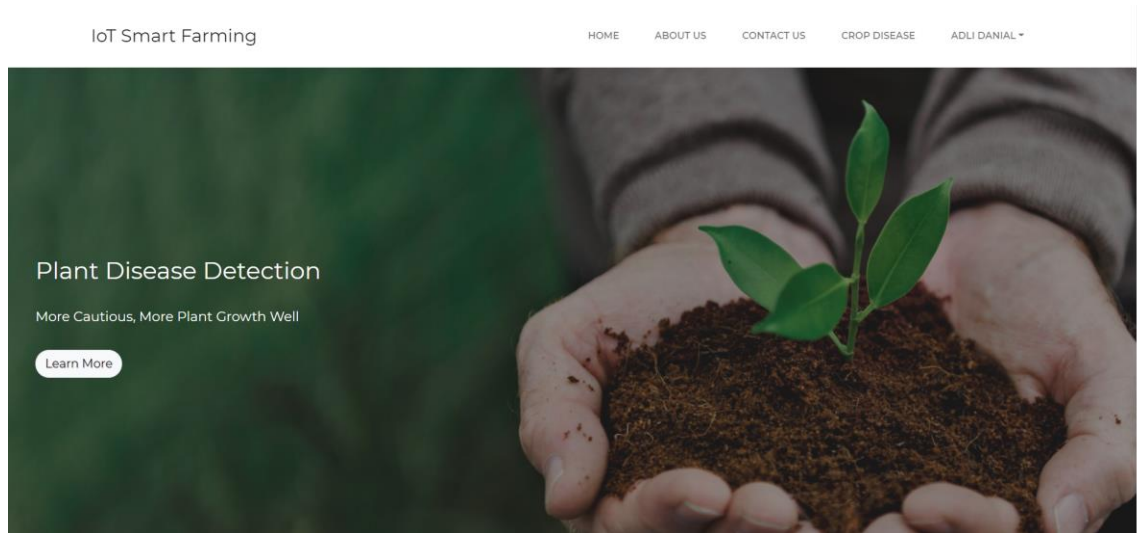 IoT Smart Farming
HOME ABOUT US CONTACT US CROP DISEASE ADLI DANIAL
Plant Disease Detection
More Cautious, More Plant Growth Well
Learn More